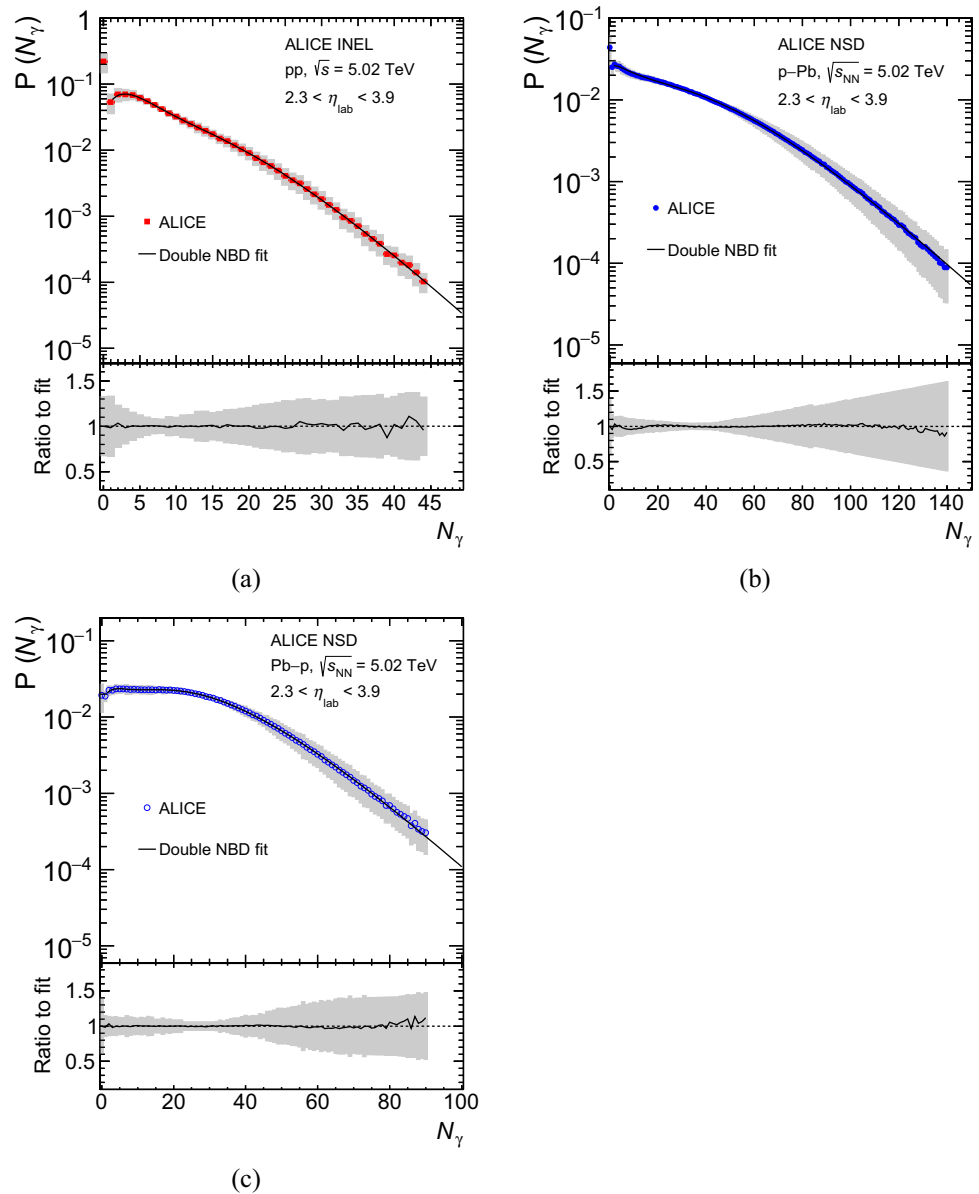 P (Nγ)
1
10⁻¹
10⁻²
10⁻³
10⁻⁴
10⁻⁵
ALICE INEL
pp, √s = 5.02 TeV
2.3 < ηlab < 3.9
ALICE
Double NBD fit
Ratio to fit
1.5
1
0.5
0 5 10 15 20 25 30 35 40 45
Nγ
(a)
P (Nγ)
1
10⁻¹
10⁻²
10⁻³
10⁻⁴
10⁻⁵
ALICE NSD
p–Pb, √sNN = 5.02 TeV
2.3 < ηlab < 3.9
ALICE
Double NBD fit
Ratio to fit
1.5
1
0.5
0 20 40 60 80 100 120 140
Nγ
(b)
P (Nγ)
10⁻¹
10⁻²
10⁻³
10⁻⁴
10⁻⁵
ALICE NSD
Pb–p, √sNN = 5.02 TeV
2.3 < ηlab < 3.9
ALICE
Double NBD fit
Ratio to fit
1.5
1
0.5
0 20 40 60 80 100
Nγ
(c)